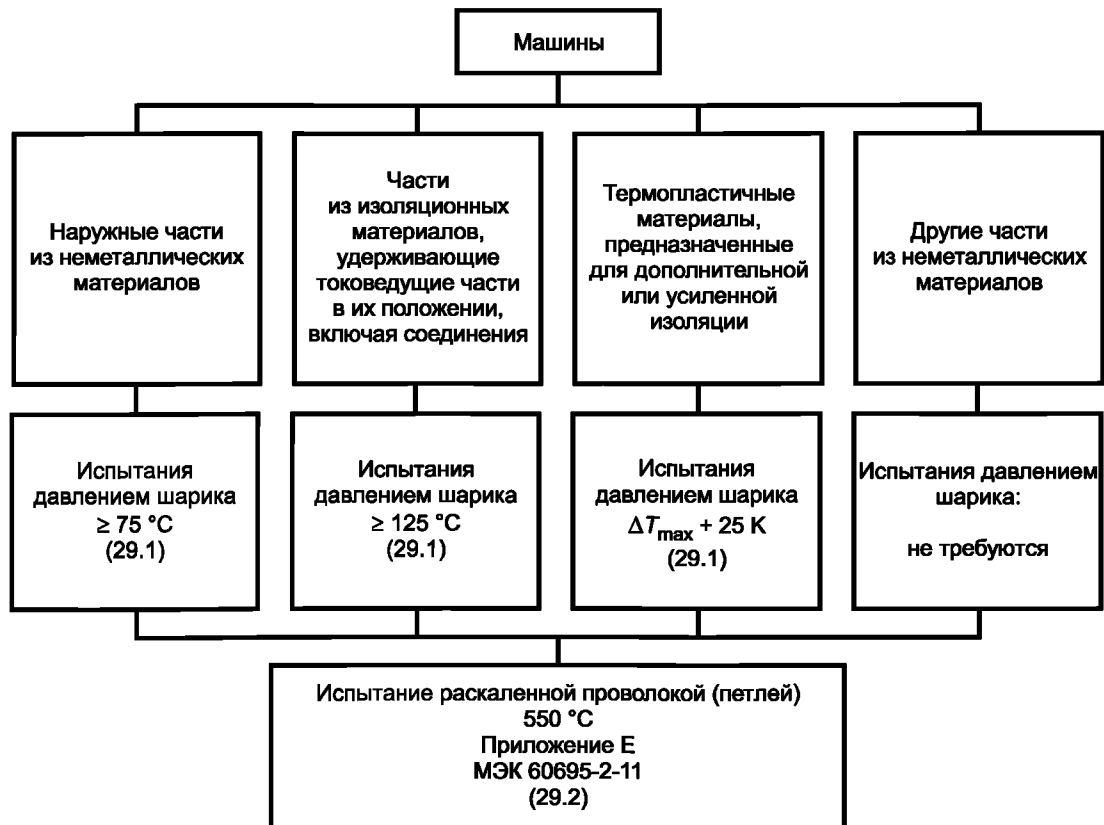 Машины
Наружные части
из неметаллических
материалов
Части
из изоляционных
материалов,
удерживающие
токоведущие части
в их положении,
включая соединения
Термопластичные
материалы,
предназначенные
для дополнительной
или усиленной
изоляции
Другие части
из неметаллических
материалов
Испытания
давлением шарика
≥ 75 °C
(29.1)
Испытания
давлением шарика
≥ 125 °C
(29.1)
Испытания
давлением шарика
ΔTmax + 25 K
(29.1)
Испытания давлением
шарика:
не требуются
Испытание раскаленной проволокой (петлей)
550 °C
Приложение Е
МЭК 60695-2-11
(29.2)